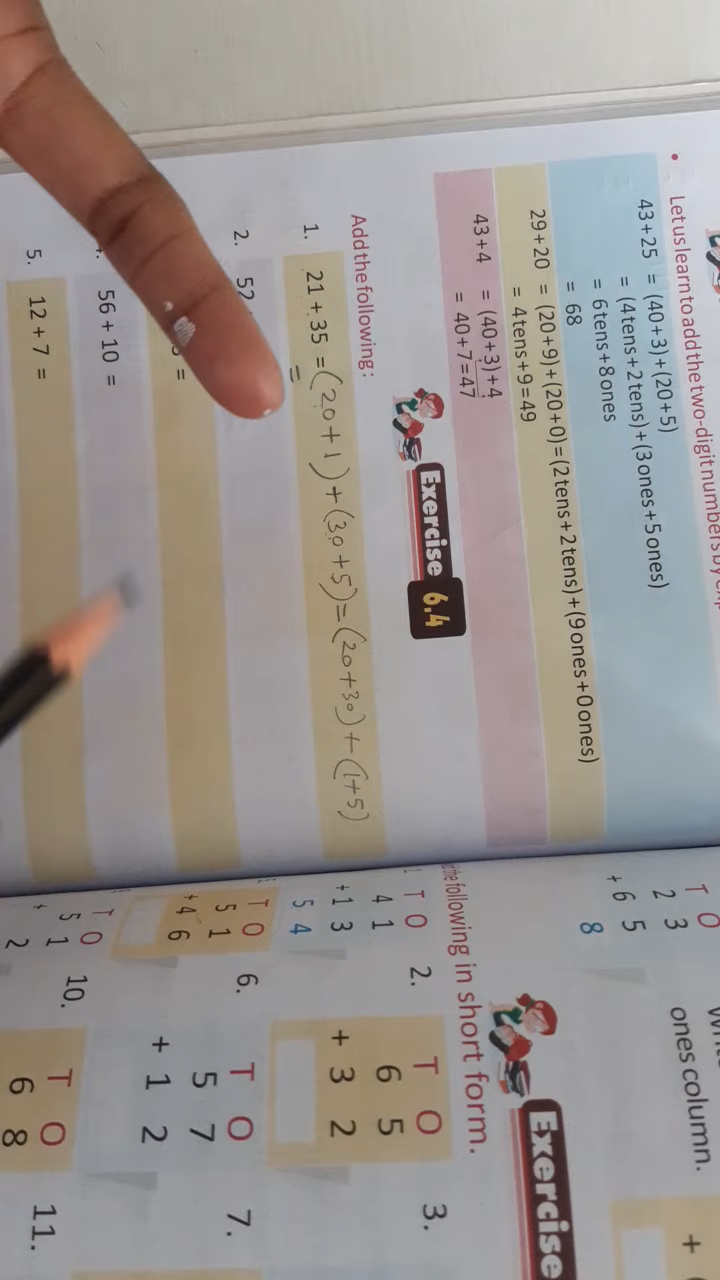 Let us learn to add the two-digit numbers by
43 + 25 = (40 + 3) + (20 + 5)
= (4 tens + 2 tens) + (3 ones + 5 ones)
= 6 tens + 8 ones
= 68
29 + 20 = (20 + 9) + (20 + 0) = (2 tens + 2 tens) + (9 ones + 0 ones)
= 4 tens + 9 = 49
43 + 4 = (40 + 3) + 4
= 40 + 7 = 47
Exercise 6.4
Add the following :
1. 21 + 35 = (20 + 1) + (30 + 5) = (20 + 30) + (1 + 5)
=
2. 52
=
56 + 10 =
5. 12 + 7 =
ones column.
T O
2 3
+ 6 5
8
+
Exercise
the following in short form.
T O
4 1
+ 1 3
5 4
2.
T O
6 5
+ 3 2
3.
T O
5 1
+ 4 6
6.
T O
5 7
+ 1 2
7.
T O
5 1
+ 2
10.
T O
6 8
11.